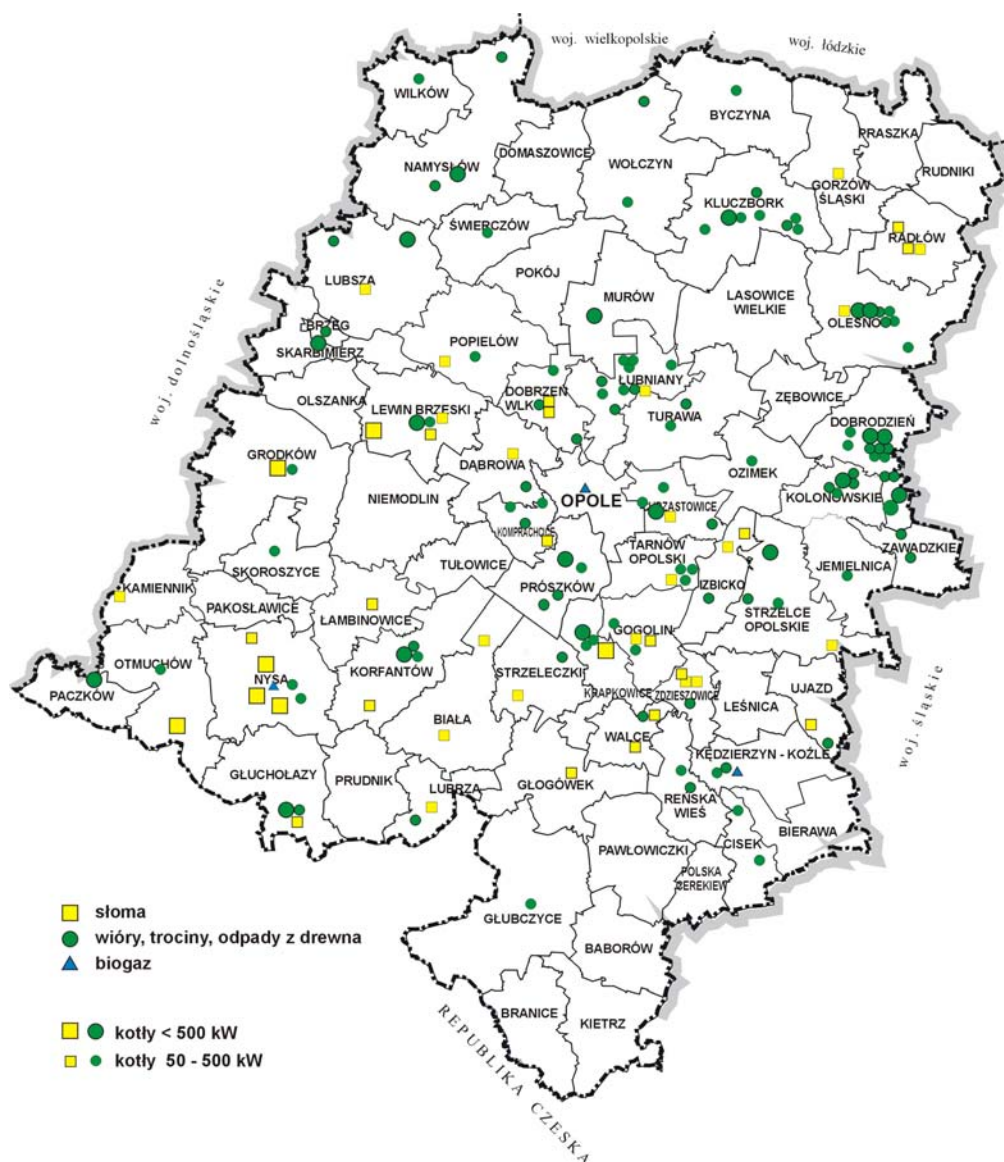 woj. wielkopolskie
woj. łódzkie
WILKÓW
BYCZYNA
PRASZKA
DOMASZOWICE
WOŁCZYN
RUDNIKI
NAMYSŁÓW
GORZÓW
ŚLĄSKI
KLUCZBORK
ŚWIERCZÓW
RADŁÓW
POKÓJ
LUBSZA
LASOWICE
WIELKIE
MURÓW
OLESNO
BRZEG
SKARBIMIERZ
POPIELÓW
woj. dolnośląskie
ŁUBNIANY
OLSZANKA
DOBRZEŃ
WLK
ZĘBOWICE
LEWIN BRZESKI
TURAWA
DOBRODZIEŃ
GRODKÓW
DĄBROWA
OZIMEK
NIEMODLIN
OPOLE
KOLONOWSKIE
KOMPRACHCICE
TARNÓW
OPOLSKI
ZAWADZKIE
SKOROSZYCE
TUŁOWICE
JEMIELNICA
KAMIENNIK
PRÓSZKÓW
IZBICKO
PAKOSŁAWICE
ŁAMBINOWICE
STRZELCE
OPOLSKIE
GOGOLIN
OTMUCHÓW
KORFANTÓW
STRZELECZKI
NYSA
UJAZD
PACZKÓW
KRAPKOWICE
ZDZIESZOWICE
LEŚNICA
BIAŁA
WALCE
woj. śląskie
KĘDZIERZYN - KOŹLE
GŁUCHOŁAZY
PRUDNIK
LUBRZA
GŁOGÓWEK
REŃSKA
WIEŚ
BIERAWA
CISEK
PAWŁOWICZKI
POLSKA
CEREKIEW
GŁUBCZYCE
BABORÓW
BRANICE
KIETRZ
REPUBLIKA CZESKA
słoma
wióry, trociny, odpady z drewna
biogaz
kotły < 500 kW
kotły 50 - 500 kW